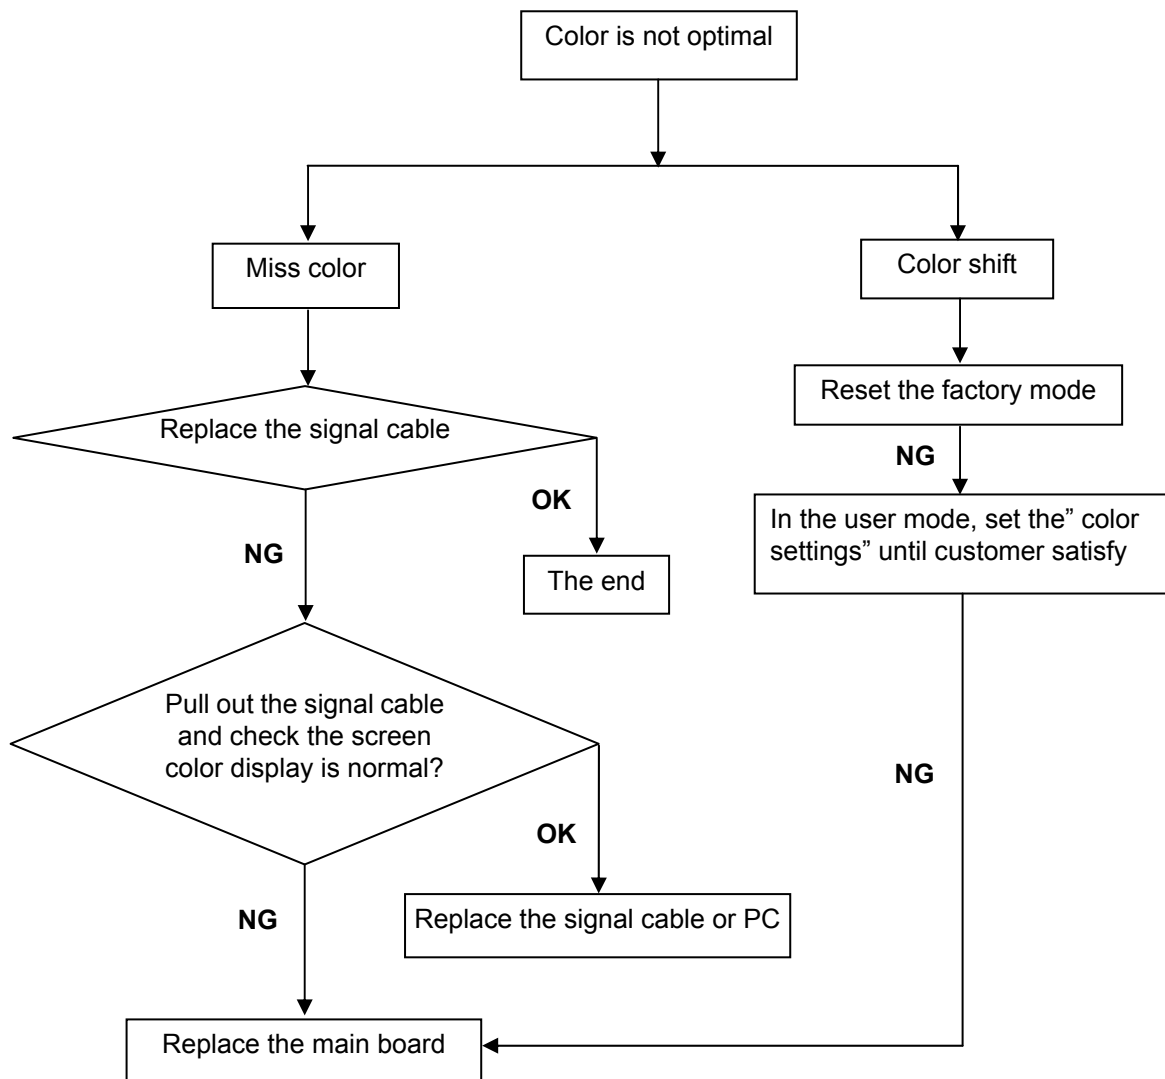 Color is not optimal
Miss color
Color shift
Replace the signal cable
Reset the factory mode
NG
OK
NG
In the user mode, set the” color
settings” until customer satisfy
The end
Pull out the signal cable
and check the screen
color display is normal?
NG
OK
NG
Replace the signal cable or PC
Replace the main board